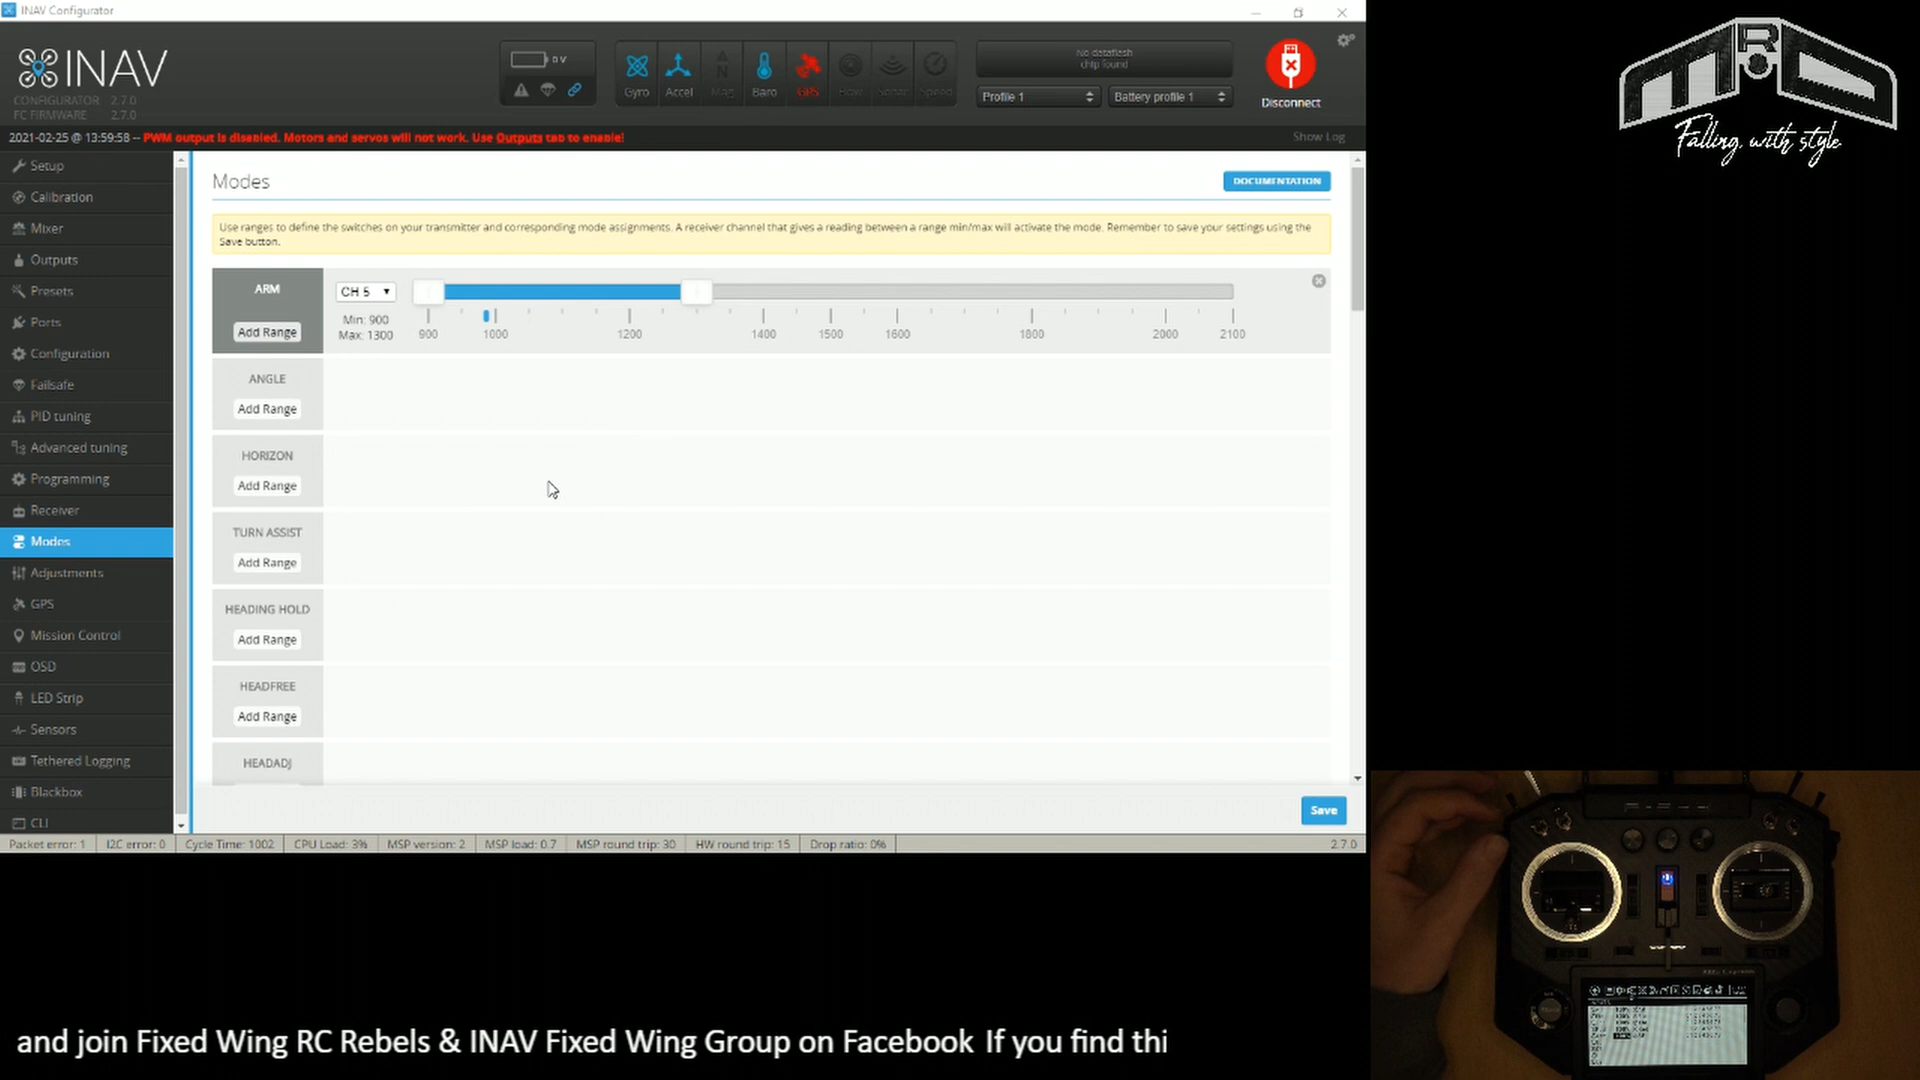 INAV Configurator
INAV
CONFIGURATOR 2.7.0
FC FIRMWARE 2.7.0
0 V
Gyro
Accel
Mag
Baro
GPS
Flow
Sonar
Speed
No dataflash
chip found
Profile 1
Battery profile 1
Disconnect
2021-02-25 @ 13:59:58 -- PWM output is disabled. Motors and servos will not work. Use Outputs tab to enable!
Show Log
Setup
Calibration
Mixer
Outputs
Presets
Ports
Configuration
Failsafe
PID tuning
Advanced tuning
Programming
Receiver
Modes
Adjustments
GPS
Mission Control
OSD
LED Strip
Sensors
Tethered Logging
Blackbox
CLI
Modes
DOCUMENTATION
Use ranges to define the switches on your transmitter and corresponding mode assignments. A receiver channel that gives a reading between a range min/max will activate the mode. Remember to save your settings using the
Save button.
ARM
Add Range
CH 5
Min: 900
Max: 1300
900 1000 1200 1400 1500 1600 1800 2000 2100
ANGLE
Add Range
HORIZON
Add Range
TURN ASSIST
Add Range
HEADING HOLD
Add Range
HEADFREE
Add Range
HEADADJ
Save
Packet error: 1 I2C error: 0 Cycle Time: 1002 CPU Load: 3% MSP version: 2 MSP load: 0.7 MSP round trip: 30 HW round trip: 15 Drop ratio: 0% 2.7.0
MRD
Falling with style
and join Fixed Wing RC Rebels & INAV Fixed Wing Group on Facebook If you find thi